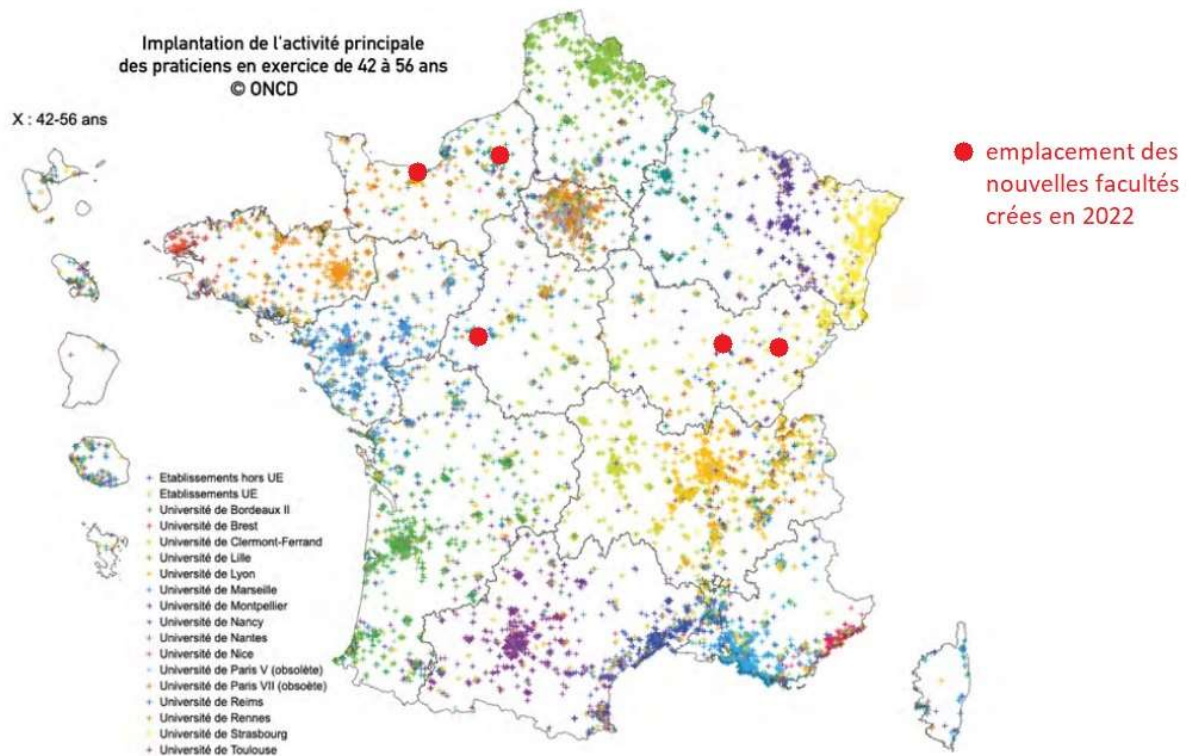 Implantation de l'activité principale
des praticiens en exercice de 42 à 56 ans
© ONCD
X : 42-56 ans
emplacement des
nouvelles facultés
crées en 2022
Etablissements hors UE
Etablissements UE
Université de Bordeaux II
Université de Brest
Université de Clermont-Ferrand
Université de Lille
Université de Lyon
Université de Marseille
Université de Montpellier
Université de Nancy
Université de Nantes
Université de Nice
Université de Paris V (obsolète)
Université de Paris VII (obsoète)
Université de Reims
Université de Rennes
Université de Strasbourg
Université de Toulouse